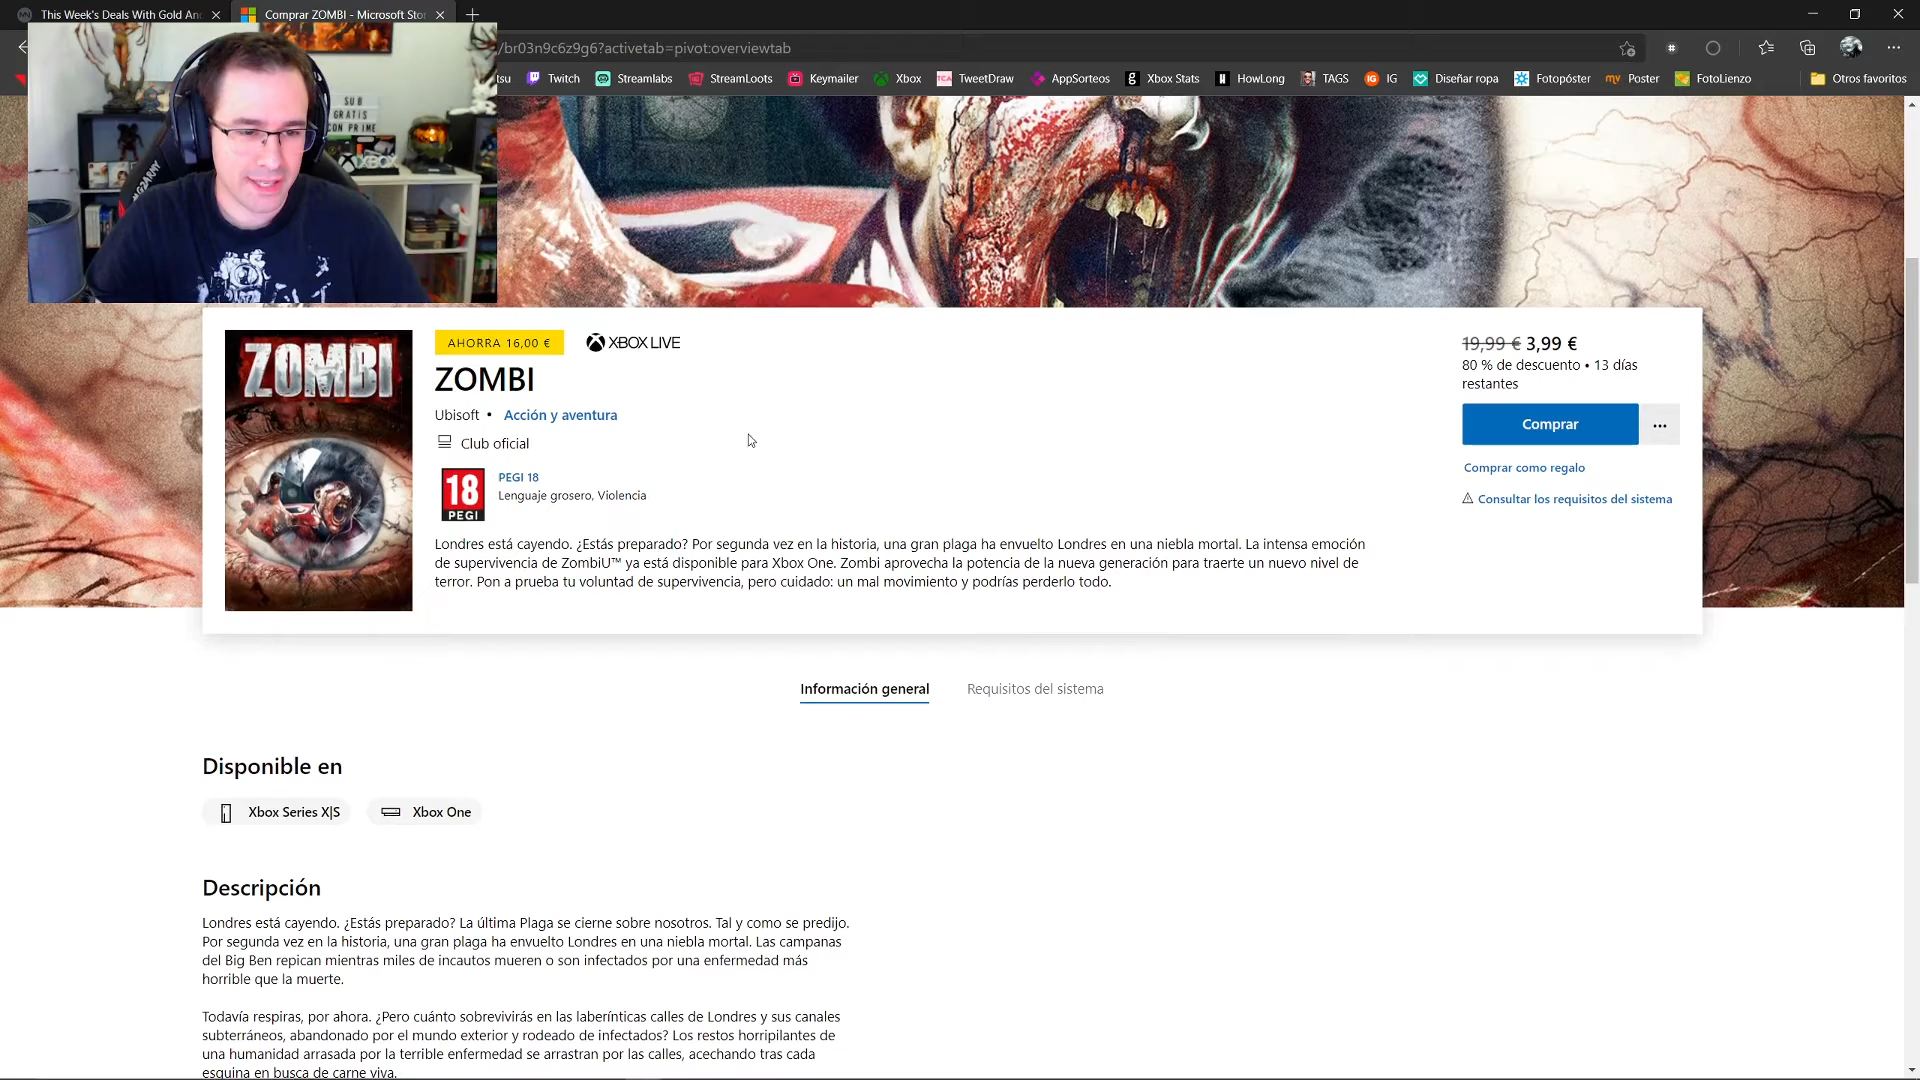 This Week's Deals With Gold An
Comprar ZOMBI - Microsoft Sto
/br03n9c6z9g6?activetab=pivot:overviewtab
tsu
Twitch
Streamlabs
StreamLoots
Keymailer
Xbox
TCA
TweetDraw
AppSorteos
g
Xbox Stats
H
HowLong
TAGS
IG
IG
Diseñar ropa
Fotopóster
mv
Poster
FotoLienzo
Otros favoritos
SUB
GRATIS
CON PRIME
XBOX
ZOMBI
AHORRA 16,00 €
XBOX LIVE
ZOMBI
Ubisoft • Acción y aventura
Club oficial
18
PEGI
PEGI 18
Lenguaje grosero, Violencia
Londres está cayendo. ¿Estás preparado? Por segunda vez en la historia, una gran plaga ha envuelto Londres en una niebla mortal. La intensa emoción
de supervivencia de ZombiU™ ya está disponible para Xbox One. Zombi aprovecha la potencia de la nueva generación para traerte un nuevo nivel de
terror. Pon a prueba tu voluntad de supervivencia, pero cuidado: un mal movimiento y podrías perderlo todo.
19,99 € 3,99 €
80 % de descuento • 13 días
restantes
Comprar
Comprar como regalo
Consultar los requisitos del sistema
Información general
Requisitos del sistema
Disponible en
Xbox Series X|S
Xbox One
Descripción
Londres está cayendo. ¿Estás preparado? La última Plaga se cierne sobre nosotros. Tal y como se predijo.
Por segunda vez en la historia, una gran plaga ha envuelto Londres en una niebla mortal. Las campanas
del Big Ben repican mientras miles de incautos mueren o son infectados por una enfermedad más
horrible que la muerte.
Todavía respiras, por ahora. ¿Pero cuánto sobrevivirás en las laberínticas calles de Londres y sus canales
subterráneos, abandonado por el mundo exterior y rodeado de infectados? Los restos horripilantes de
una humanidad arrasada por la terrible enfermedad se arrastran por las calles, acechando tras cada
esquina en busca de carne viva.